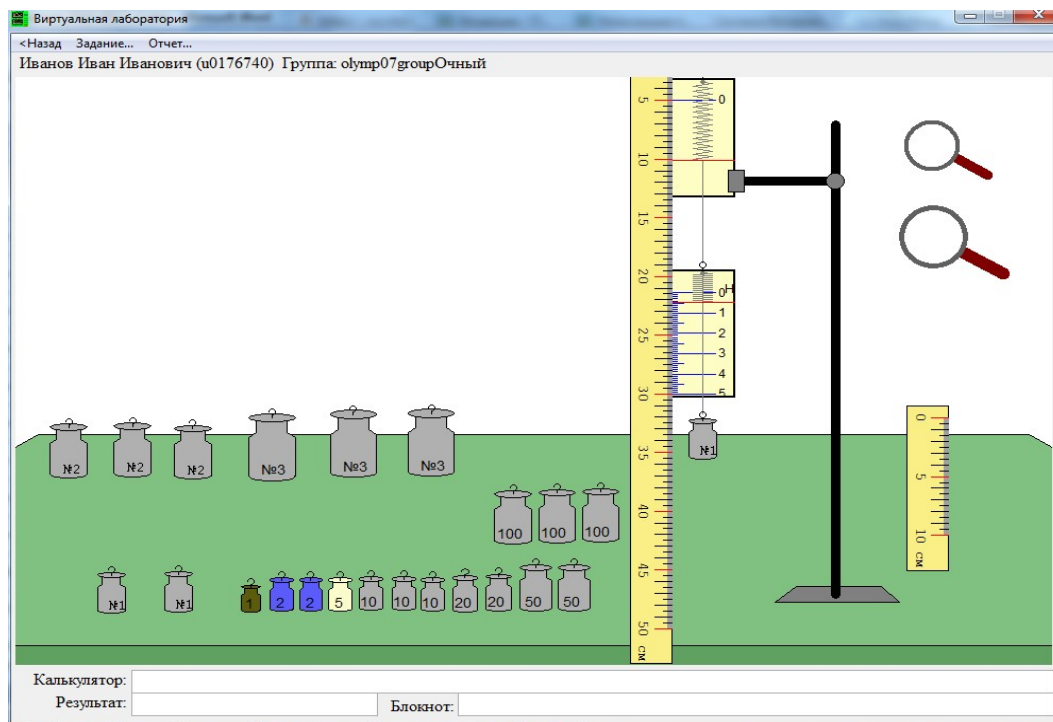 Виртуальная лаборатория
<Назад Задание... Отчет...
Иванов Иван Иванович (u0176740) Группа: olymp07groupОчный
5 10 15 20 25 30 35 40 45 50 см
0
0 Н
1
2
3
4
5
№1
№2 №2 №2 №3 №3 №3
100 100 100
№1 №1 1 2 2 5 10 10 10 20 20 50 50
0 5 10 см
Калькулятор:
Результат: Блокнот: